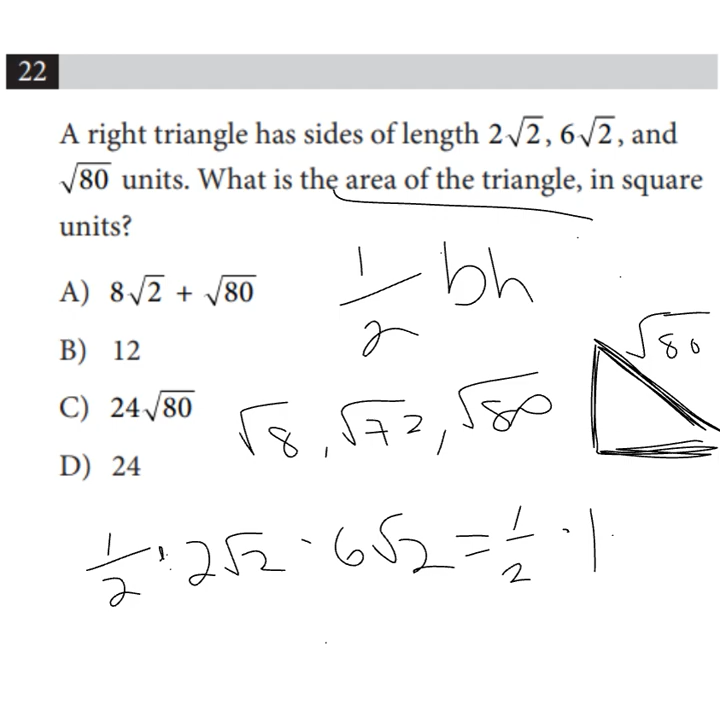 22
A right triangle has sides of length 2√2, 6√2, and
√80 units. What is the area of the triangle, in square
units?
A) 8√2 + √80
B) 12
C) 24√80
D) 24
1/2 bh
√80
√8, √72, √80
1/2 · 2√2 · 6√2 = 1/2 · 1